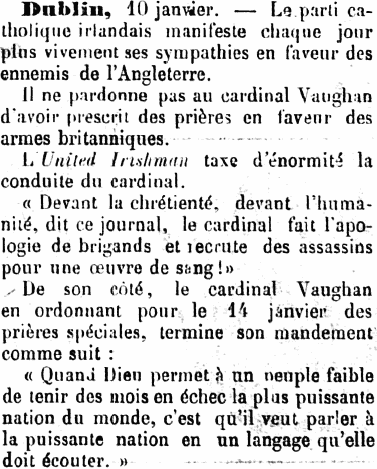 Dublin, 10 janvier. — Le parti ca-
tholique irlandais manifeste chaque jour
plus vivement ses sympathies en faveur des
ennemis de l'Angleterre.
Il ne pardonne pas au cardinal Vaughan
d'avoir prescrit des prières en faveur des
armes britanniques.
L'United Irishman taxe d'énormité la
conduite du cardinal.
« Devant la chrétienté, devant l'huma-
nité, dit ce journal, le cardinal fait l'apo-
logie de brigands et recrute des assassins
pour une œuvre de sang!»
De son côté, le cardinal Vaughan
en ordonnant pour le 14 janvier des
prières spéciales, termine son mandement
comme suit :
« Quand Dieu permet à un peuple faible
de tenir des mois en échec la plus puissante
nation du monde, c'est qu'il veut parler à
la puissante nation en un langage qu'elle
doit écouter. »